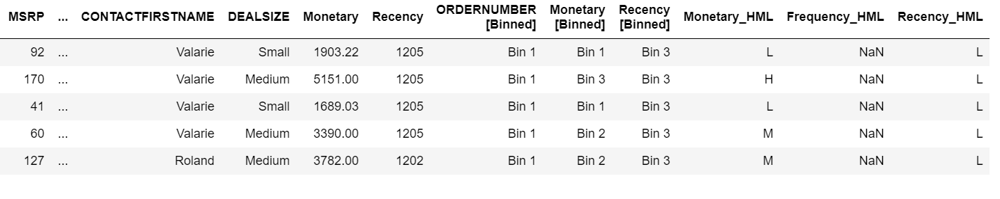 MSRP ... CONTACTFIRSTNAME DEALSIZE Monetary Recency ORDERNUMBER [Binned] Monetary [Binned] Recency [Binned] Monetary_HML Frequency_HML Recency_HML
92 ... Valarie Small 1903.22 1205 Bin 1 Bin 1 Bin 3 L NaN L
170 ... Valarie Medium 5151.00 1205 Bin 1 Bin 3 Bin 3 H NaN L
41 ... Valarie Small 1689.03 1205 Bin 1 Bin 1 Bin 3 L NaN L
60 ... Valarie Medium 3390.00 1205 Bin 1 Bin 2 Bin 3 M NaN L
127 ... Roland Medium 3782.00 1202 Bin 1 Bin 2 Bin 3 M NaN L